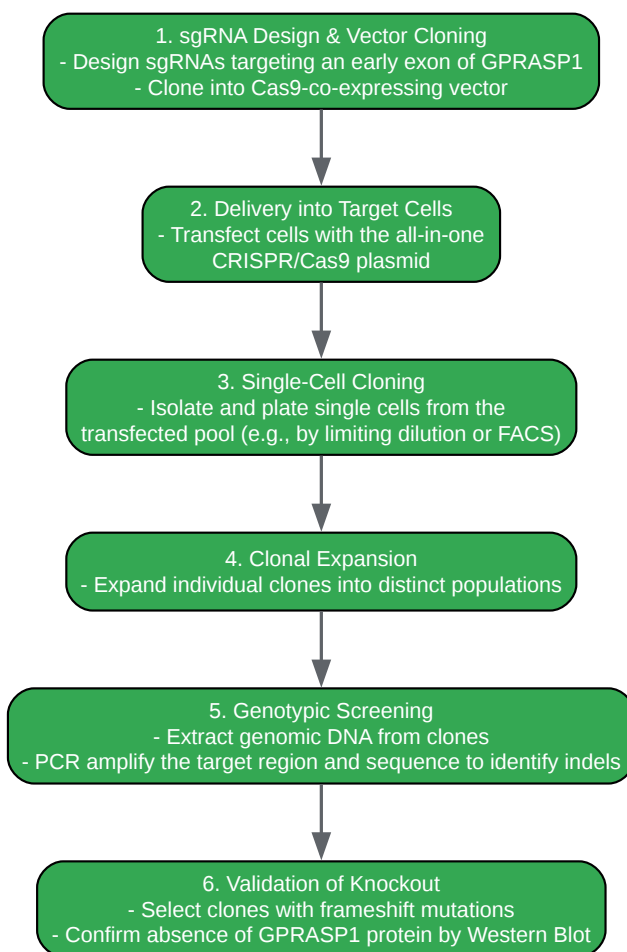 1. sgRNA Design & Vector Cloning
- Design sgRNAs targeting an early exon of GPRASP1
- Clone into Cas9-co-expressing vector
2. Delivery into Target Cells
- Transfect cells with the all-in-one
CRISPR/Cas9 plasmid
3. Single-Cell Cloning
- Isolate and plate single cells from the
transfected pool (e.g., by limiting dilution or FACS)
4. Clonal Expansion
- Expand individual clones into distinct populations
5. Genotypic Screening
- Extract genomic DNA from clones
- PCR amplify the target region and sequence to identify indels
6. Validation of Knockout
- Select clones with frameshift mutations
- Confirm absence of GPRASP1 protein by Western Blot